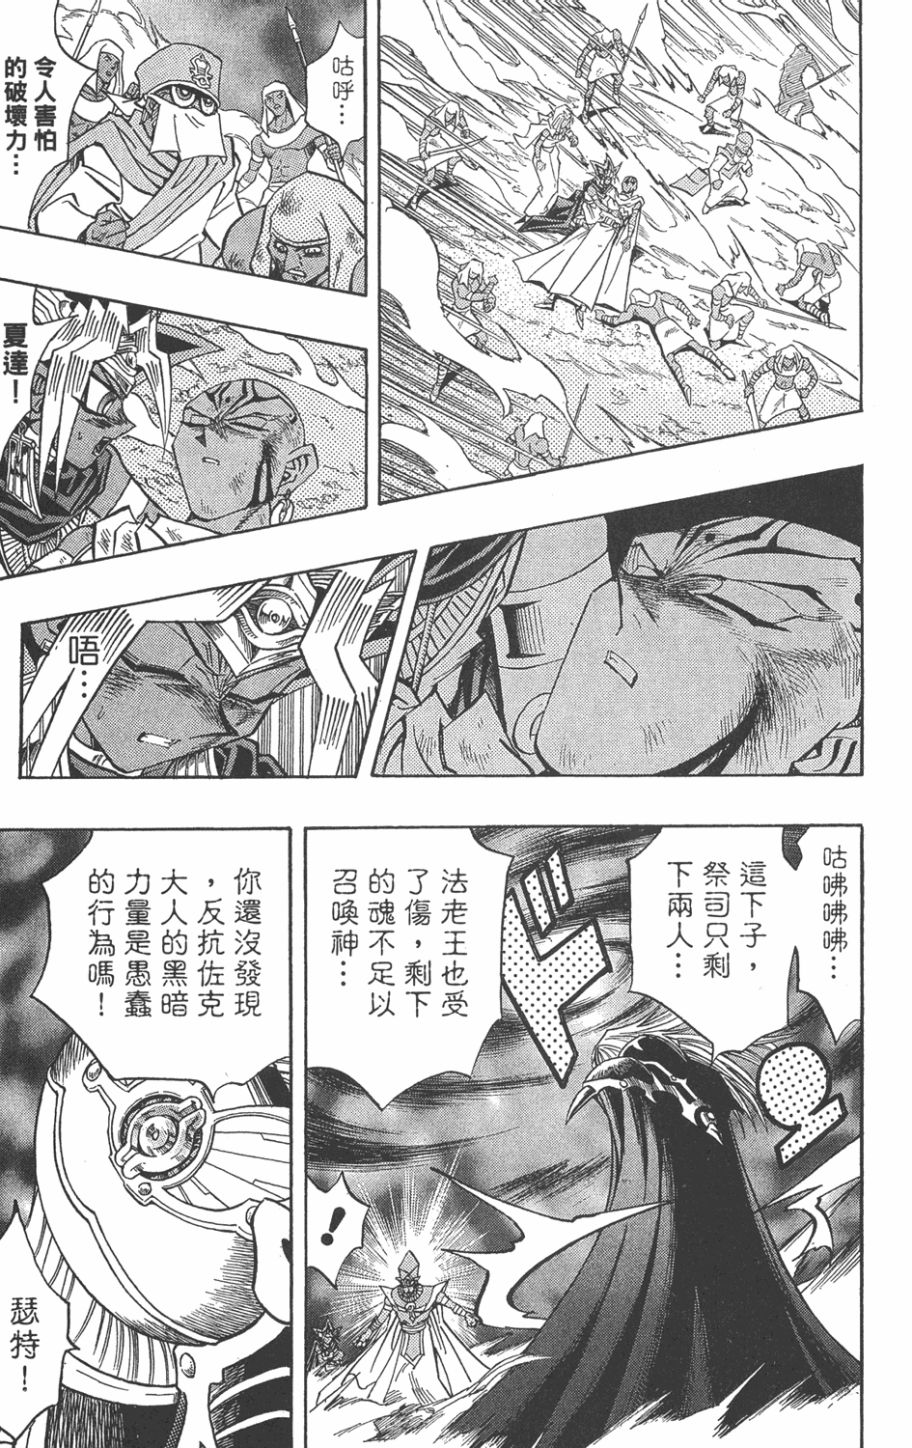 咕呼…
令人害怕
的破壞力…
夏達！
唔…
咕咈咈咈…
這下子，
祭司只剩
下兩人…
ドド
ゴ
法老王也受
了傷，剩下
的魂不足以
召喚神…
！
你還沒發現
，反抗佐克
大人的黑暗
力量是愚蠢
的行為嗎！
瑟特！